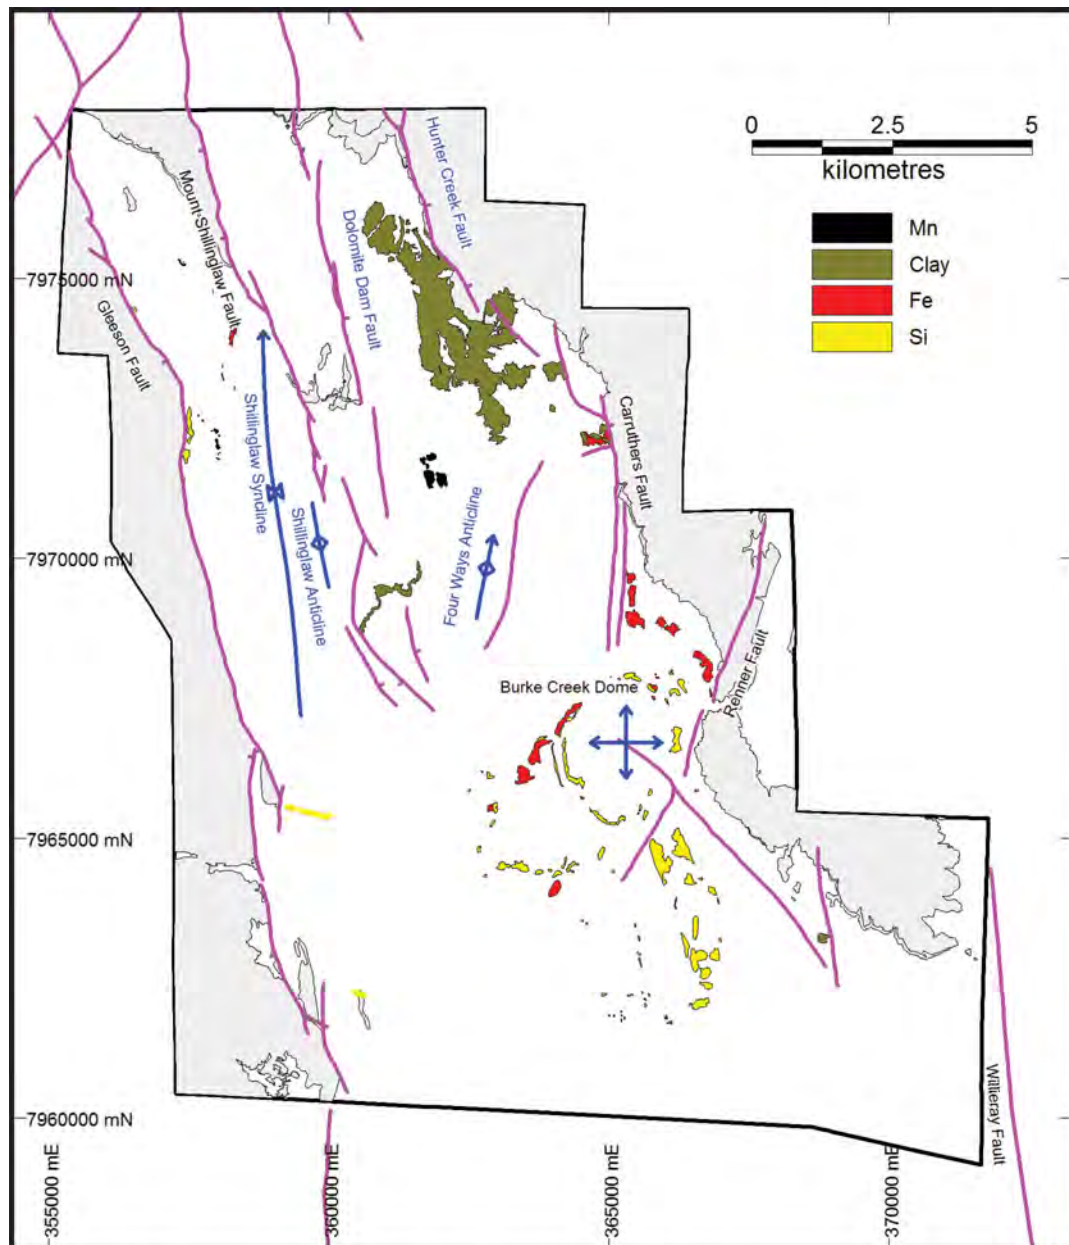 0 2.5 5
kilometres
Mn
Clay
Fe
Si
Hunter Creek Fault
Mount Shillinglaw Fault
Dolomite Dam Fault
7975000 mN
Gleeson Fault
Shillinglaw Syncline
Carruthers Fault
Shillinglaw Anticline
Four Ways Anticline
7970000 mN
Renner Fault
Burke Creek Dome
7965000 mN
Willieray Fault
7960000 mN
355000 mE
360000 mE
365000 mE
370000 mE